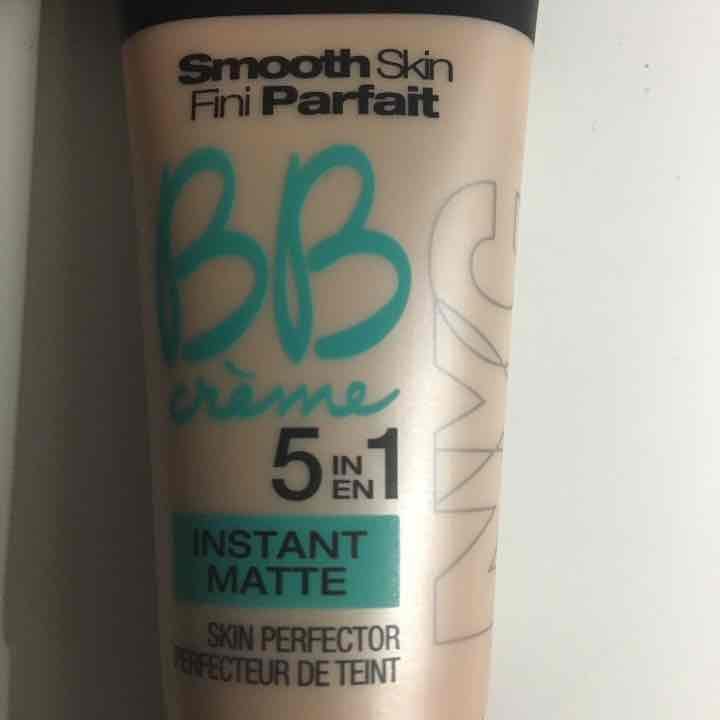 Smooth Skin
Fini Parfait
BB
crème
5 IN EN 1
INSTANT
MATTE
SKIN PERFECTOR
PERFECTEUR DE TEINT
NYC